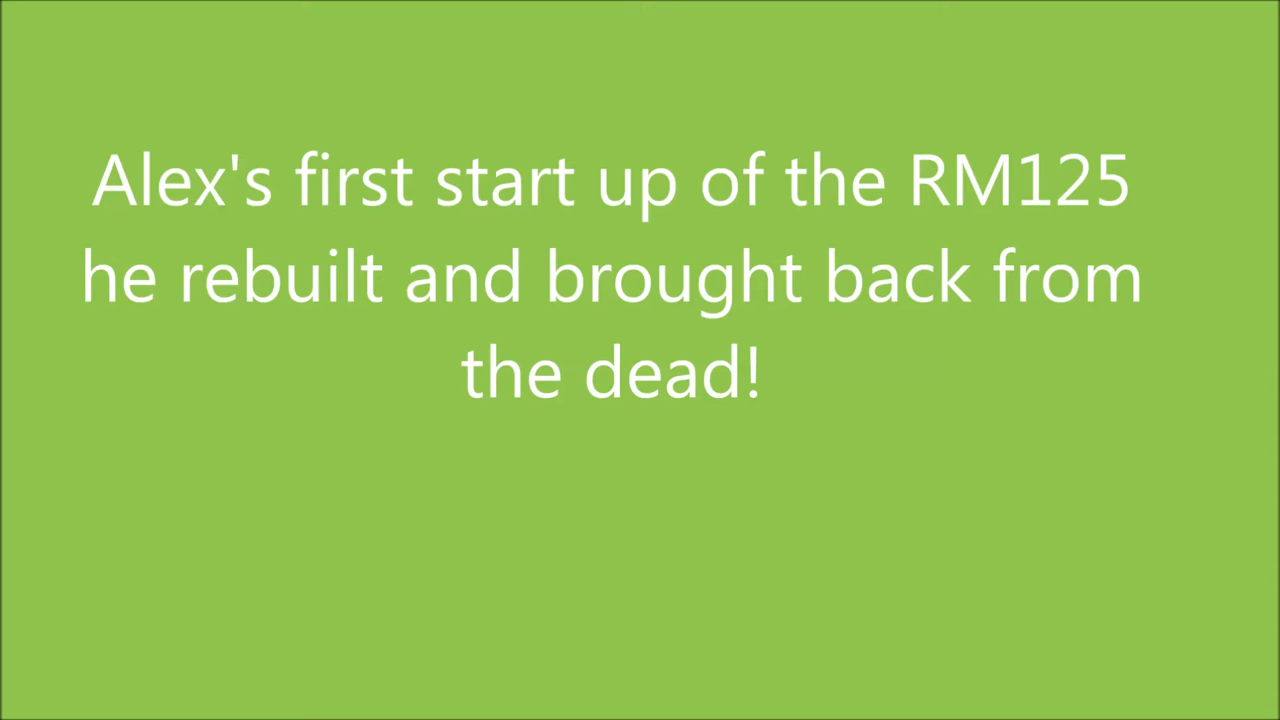 Alex's first start up of the RM125
he rebuilt and brought back from
the dead!